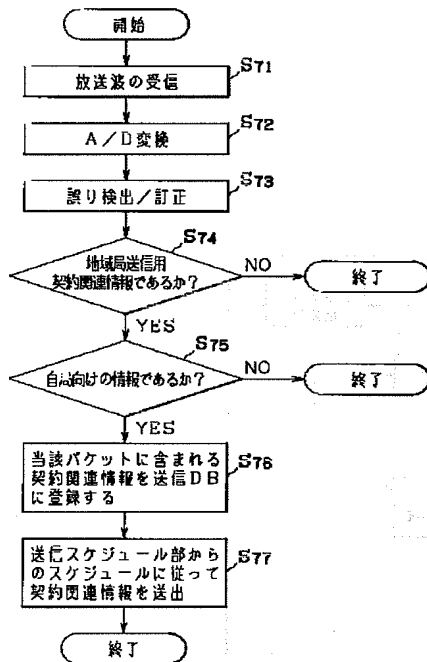 開始
S71
放送波の受信
S72
A/D変換
S73
誤り検出/訂正
S74
地域局送信用
契約関連情報であるか?
NO
終了
YES
S75
自局向けの情報であるか?
NO
終了
YES
S76
当該パケットに含まれる
契約関連情報を送信DB
に登録する
S77
送信スケジュール部から
のスケジュールに従って
契約関連情報を送出
終了